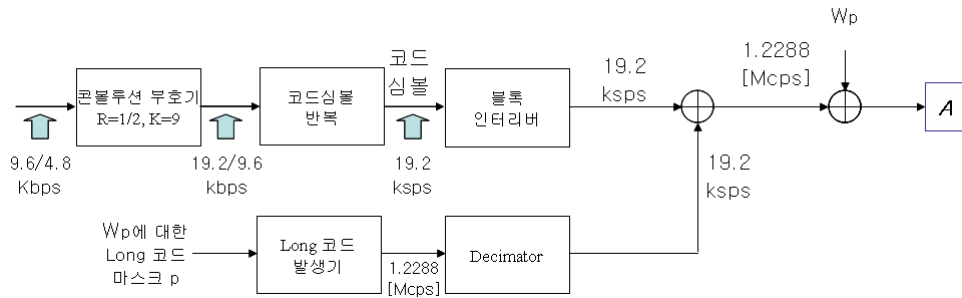 Wp
코드
심볼
19.2
ksps
1.2288
[Mcps]
콘볼루션 부호기
R=1/2, K=9
코드심볼
반복
블록
인터리버
A
9.6/4.8
Kbps
19.2/9.6
kbps
19.2
ksps
19.2
ksps
Wp에 대한
Long 코드
마스크 p
Long 코드
발생기
1.2288
[Mcps]
Decimator